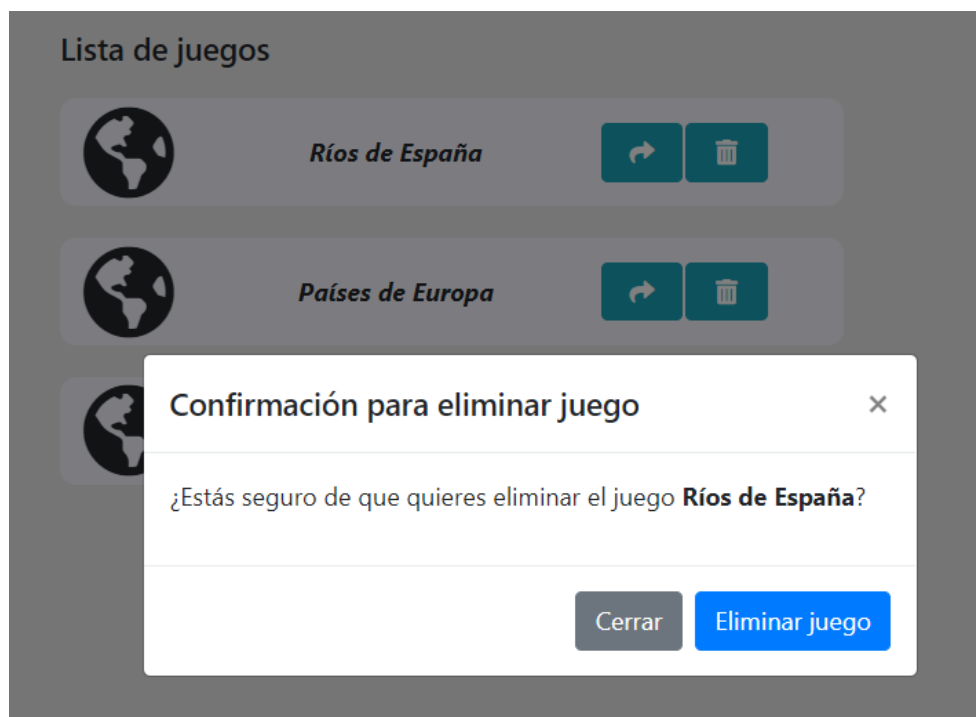 Lista de juegos
Ríos de España
Países de Europa
Confirmación para eliminar juego ×
¿Estás seguro de que quieres eliminar el juego Ríos de España?
Cerrar Eliminar juego